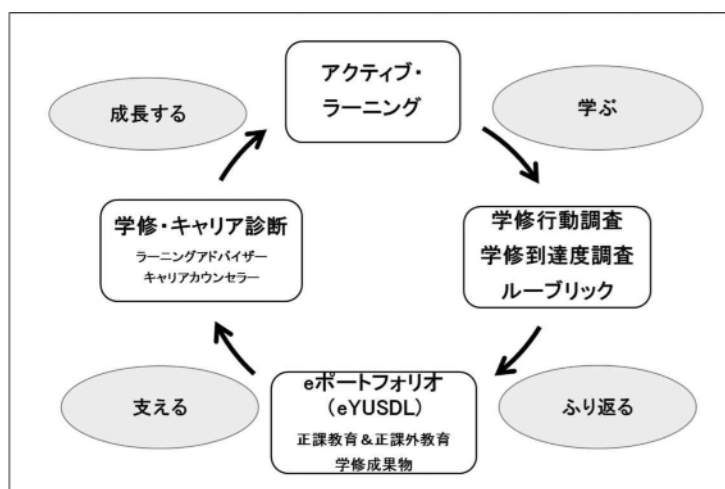 アクティブ・
ラーニング
成長する
学ぶ
学修・キャリア診断
ラーニングアドバイザー
キャリアカウンセラー
学修行動調査
学修到達度調査
ルーブリック
eポートフォリオ
(eYUSDL)
正課教育&正課外教育
学修成果物
支える
ふり返る